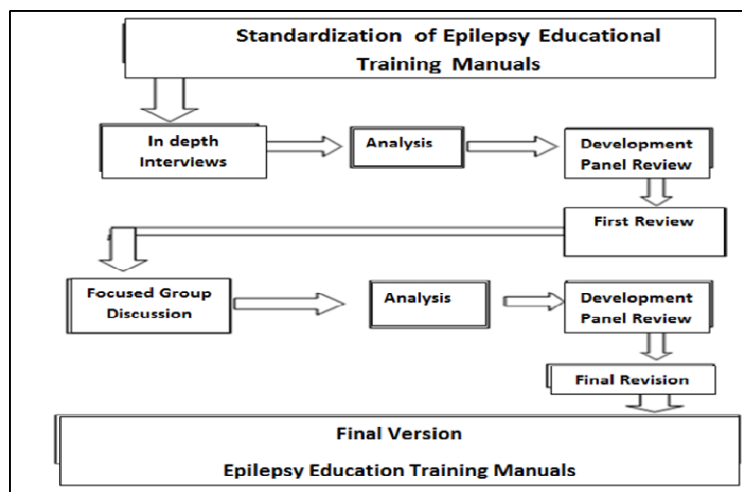 Standardization of Epilepsy Educational
Training Manuals
In depth
Interviews
Analysis
Development
Panel Review
First Review
Focused Group
Discussion
Analysis
Development
Panel Review
Final Revision
Final Version
Epilepsy Education Training Manuals